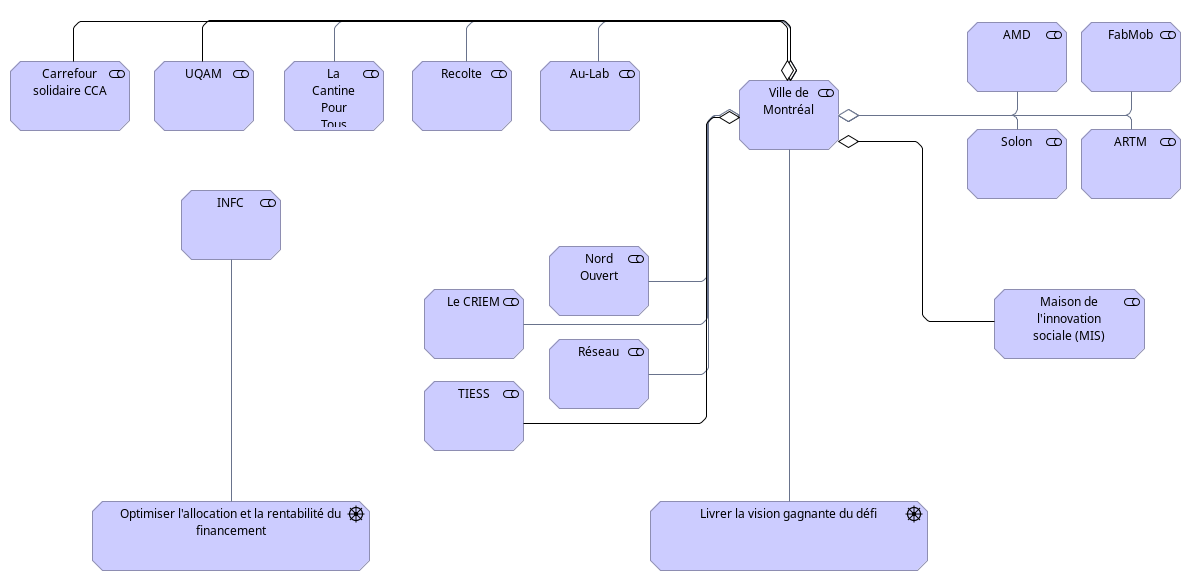 Carrefour
solidaire CCA
UQAM
La
Cantine
Pour
Tous
Recolte
Au-Lab
Ville de
Montréal
AMD
FabMob
Solon
ARTM
INFC
Nord
Ouvert
Le CRIEM
Réseau
TIESS
Maison de
l'innovation
sociale (MIS)
Optimiser l'allocation et la rentabilité du
financement
Livrer la vision gagnante du défi